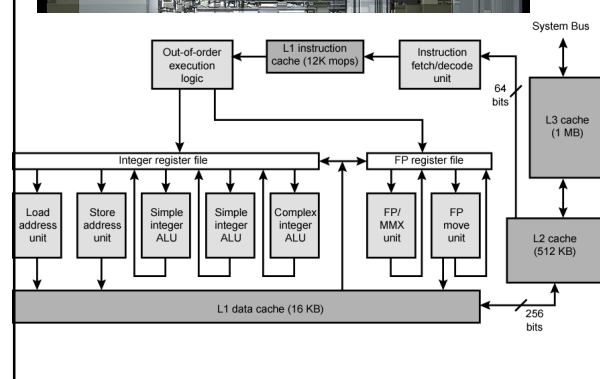 System Bus
Out-of-order
execution
logic
L1 instruction
cache (12K mops)
Instruction
fetch/decode
unit
64
bits
L3 cache
(1 MB)
Integer register file
FP register file
Load
address
unit
Store
address
unit
Simple
integer
ALU
Simple
integer
ALU
Complex
integer
ALU
FP/
MMX
unit
FP
move
unit
L2 cache
(512 KB)
L1 data cache (16 KB)
256
bits